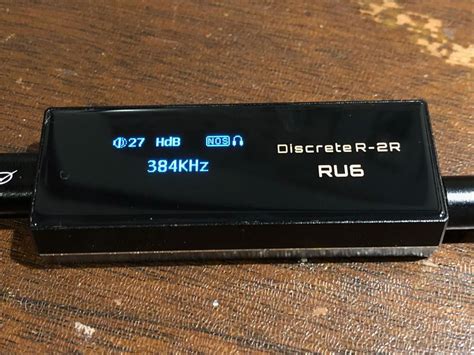 27 HdB NOS
384KHz
Discrete R-2R
RU6